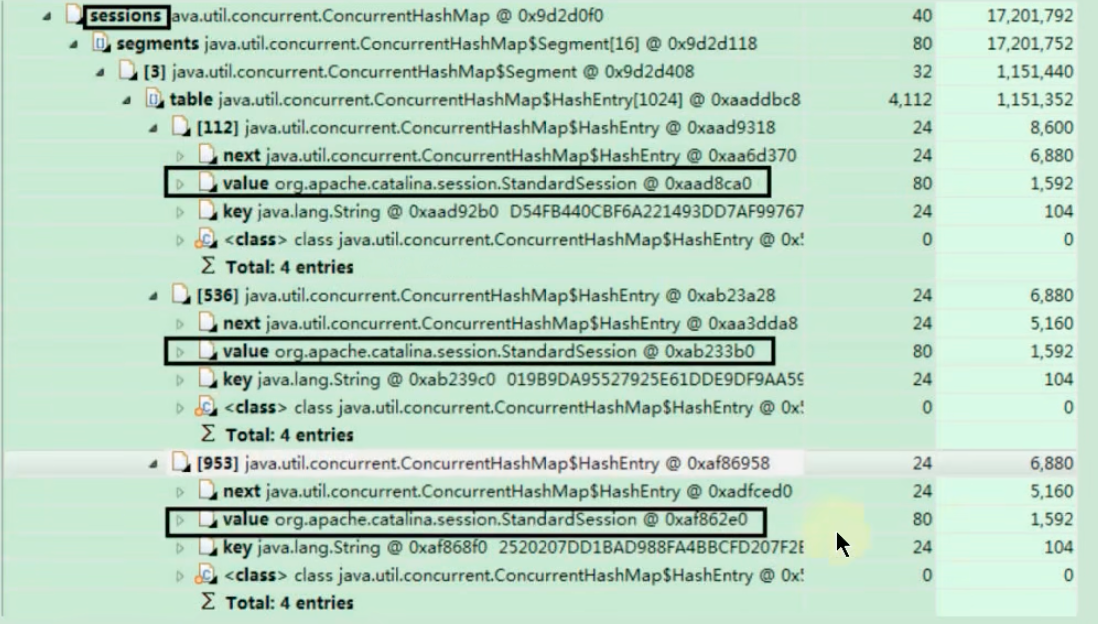 sessions java.util.concurrent.ConcurrentHashMap @ 0x9d2d0f0 40 17,201,792
segments java.util.concurrent.ConcurrentHashMap$Segment[16] @ 0x9d2d118 80 17,201,752
[3] java.util.concurrent.ConcurrentHashMap$Segment @ 0x9d2d408 32 1,151,440
table java.util.concurrent.ConcurrentHashMap$HashEntry[1024] @ 0xaaddbc8 4,112 1,151,352
[112] java.util.concurrent.ConcurrentHashMap$HashEntry @ 0xaad9318 24 8,600
next java.util.concurrent.ConcurrentHashMap$HashEntry @ 0xaa6d370 24 6,880
value org.apache.catalina.session.StandardSession @ 0xaad8ca0 80 1,592
key java.lang.String @ 0xaad92b0 D54FB440CBF6A221493DD7AF99767 24 104
<class> class java.util.concurrent.ConcurrentHashMap$HashEntry @ 0x 0 0
Σ Total: 4 entries
[536] java.util.concurrent.ConcurrentHashMap$HashEntry @ 0xab23a28 24 6,880
next java.util.concurrent.ConcurrentHashMap$HashEntry @ 0xaa3dda8 24 5,160
value org.apache.catalina.session.StandardSession @ 0xab233b0 80 1,592
key java.lang.String @ 0xab239c0 019B9DA95527925E61DDE9DF9AA59 24 104
<class> class java.util.concurrent.ConcurrentHashMap$HashEntry @ 0x 0 0
Σ Total: 4 entries
[953] java.util.concurrent.ConcurrentHashMap$HashEntry @ 0xaf86958 24 6,880
next java.util.concurrent.ConcurrentHashMap$HashEntry @ 0xadfced0 24 5,160
value org.apache.catalina.session.StandardSession @ 0xaf862e0 80 1,592
key java.lang.String @ 0xaf868f0 2520207DD1BAD988FA4BBCFD207F2 24 104
<class> class java.util.concurrent.ConcurrentHashMap$HashEntry @ 0x 0 0
Σ Total: 4 entries